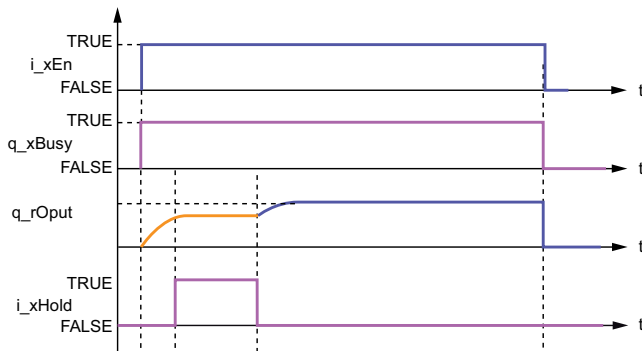 TRUE
i_xEn
FALSE
t
TRUE
q_xBusy
FALSE
t
q_rOput
t
TRUE
i_xHold
FALSE
t